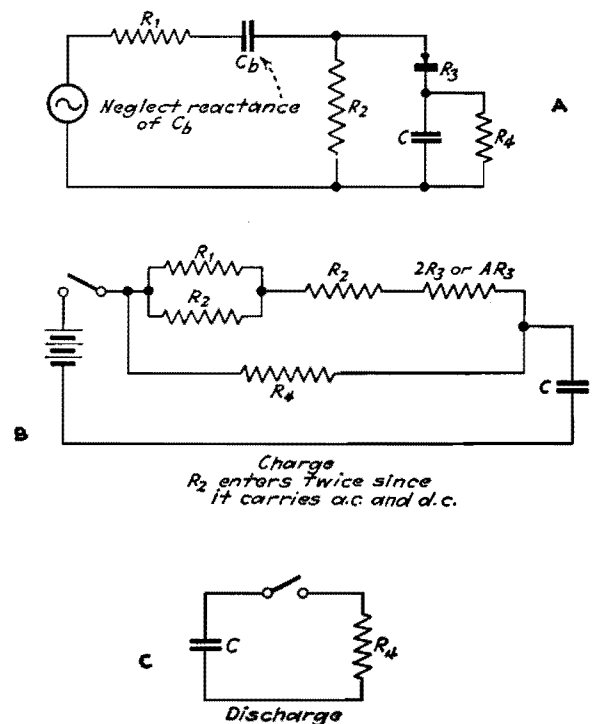 R1
Cb
R3
Neglect reactance
of Cb
R2
C
R4
A
R1
R2
R2
2R3 or AR3
R4
C
B
Charge
R2 enters twice since
it carries a.c. and d.c.
C
R4
C
Discharge